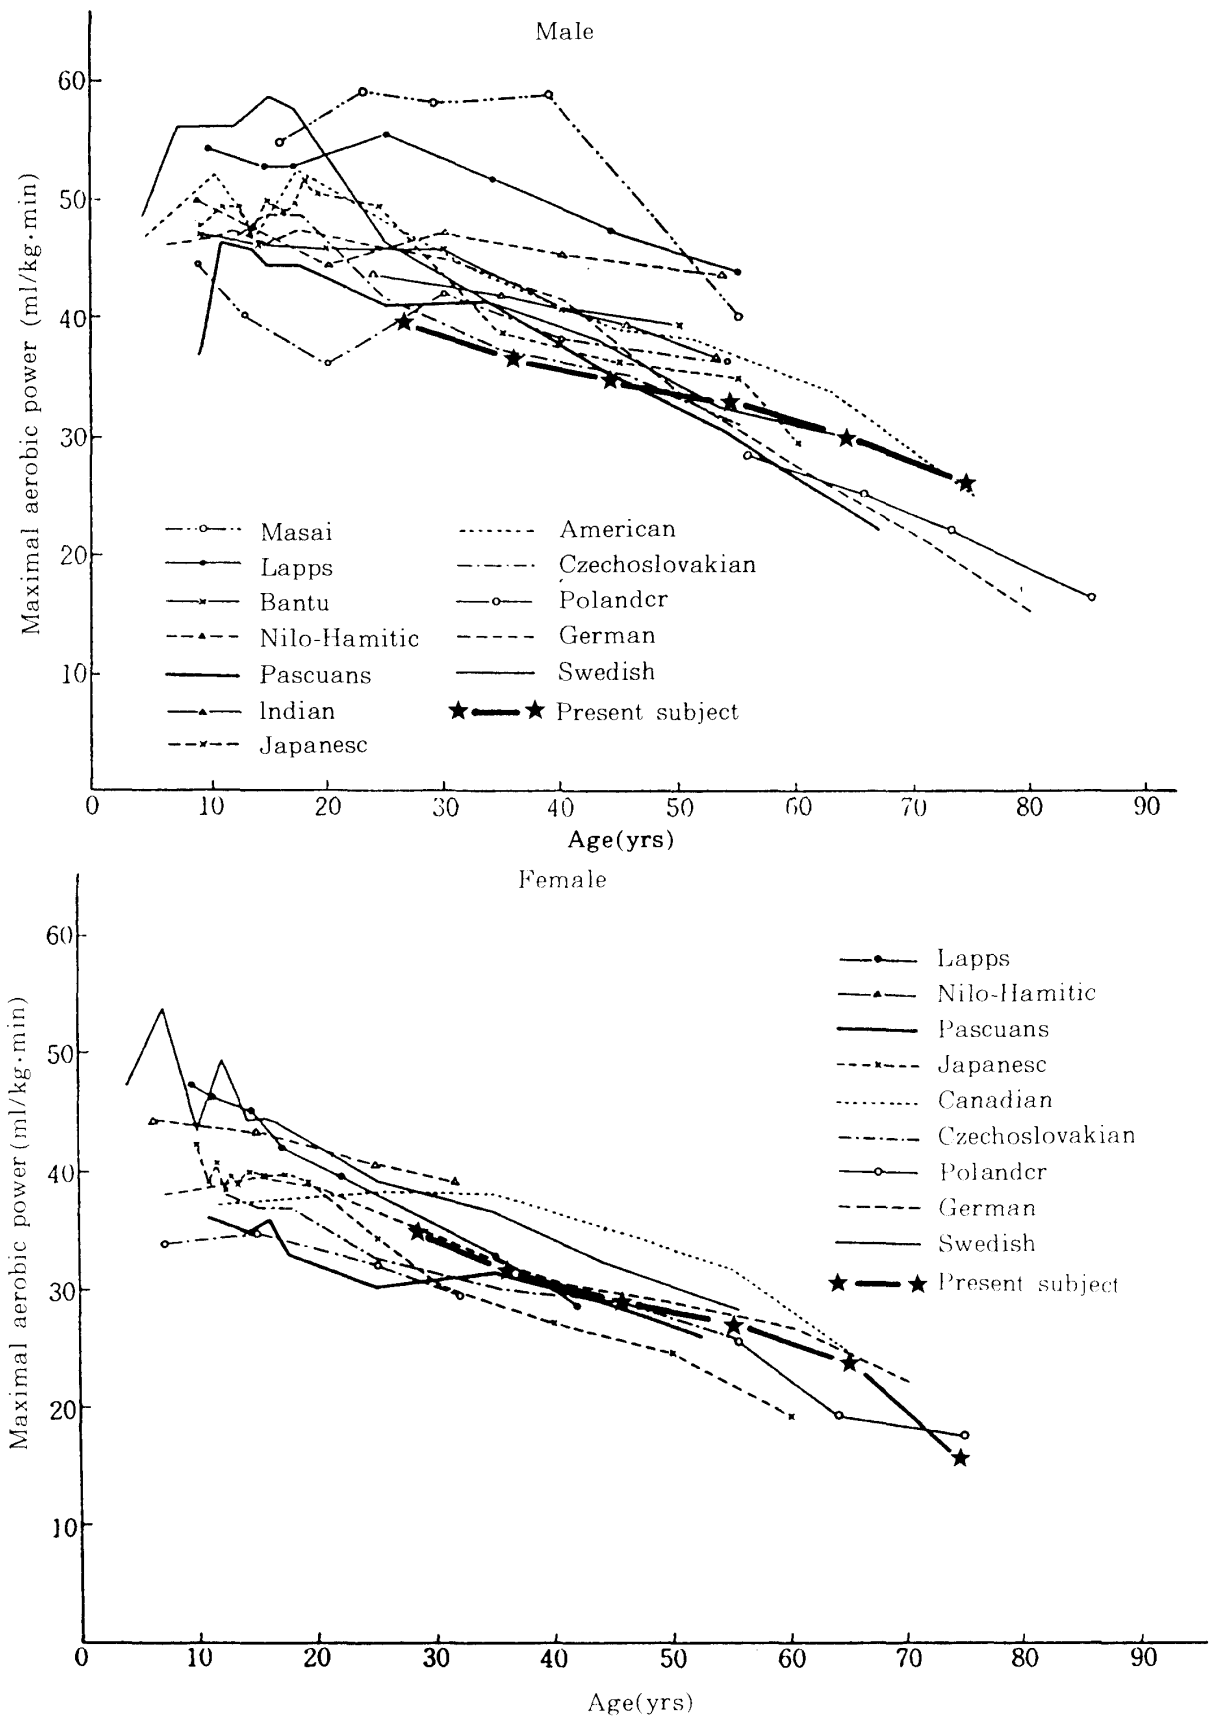 Male
Maximal aerobic power (ml/kg·min)
60
50
40
30
20
10
Masai
Lapps
Bantu
Nilo-Hamitic
Pascuans
Indian
Japanesc
American
Czechoslovakian
Polandcr
German
Swedish
Present subject
0 10 20 30 40 50 60 70 80 90
Age(yrs)
Female
Maximal aerobic power (ml/kg·min)
60
50
40
30
20
10
Lapps
Nilo-Hamitic
Pascuans
Japanesc
Canadian
Czechoslovakian
Polandcr
German
Swedish
Present subject
0 10 20 30 40 50 60 70 80 90
Age(yrs)